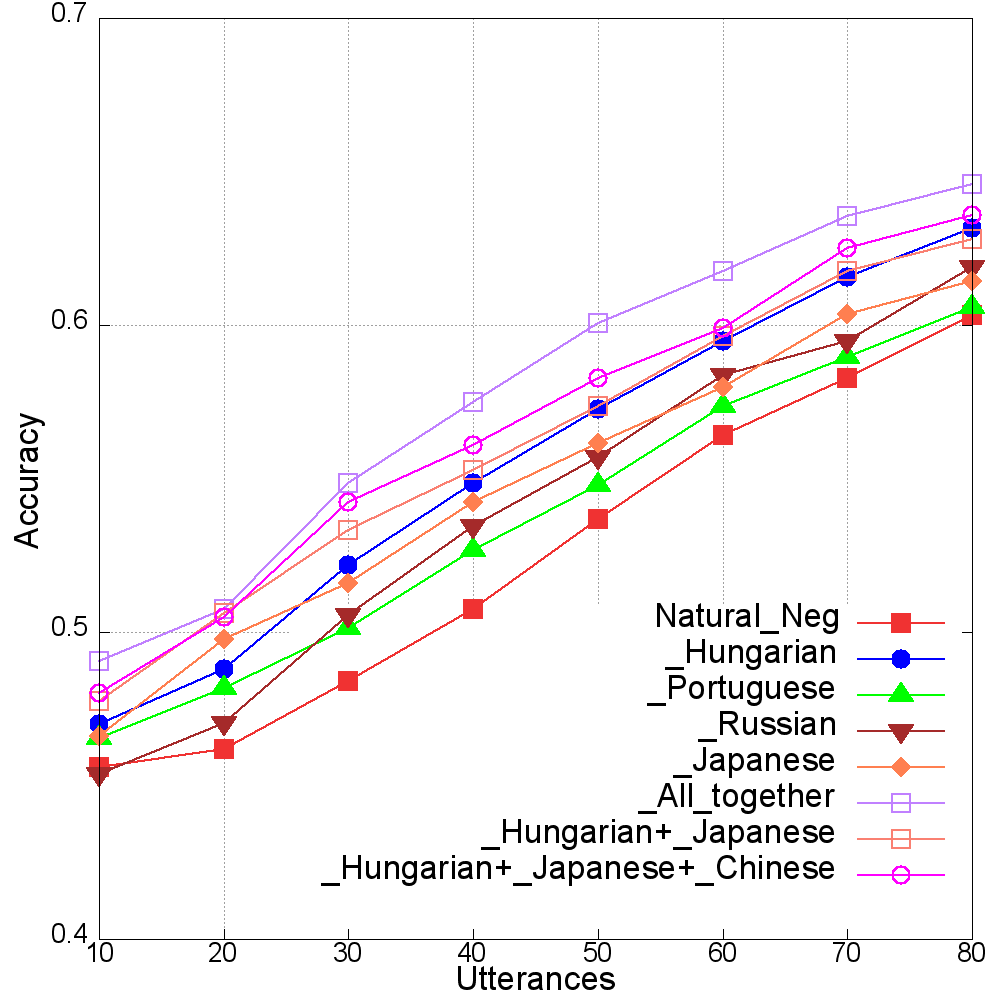 0.7
0.6
0.5
0.4
Accuracy
Natural_Neg
_Hungarian
_Portuguese
_Russian
_Japanese
_All_together
_Hungarian+_Japanese
_Hungarian+_Japanese+_Chinese
10 20 30 40 50 60 70 80
Utterances